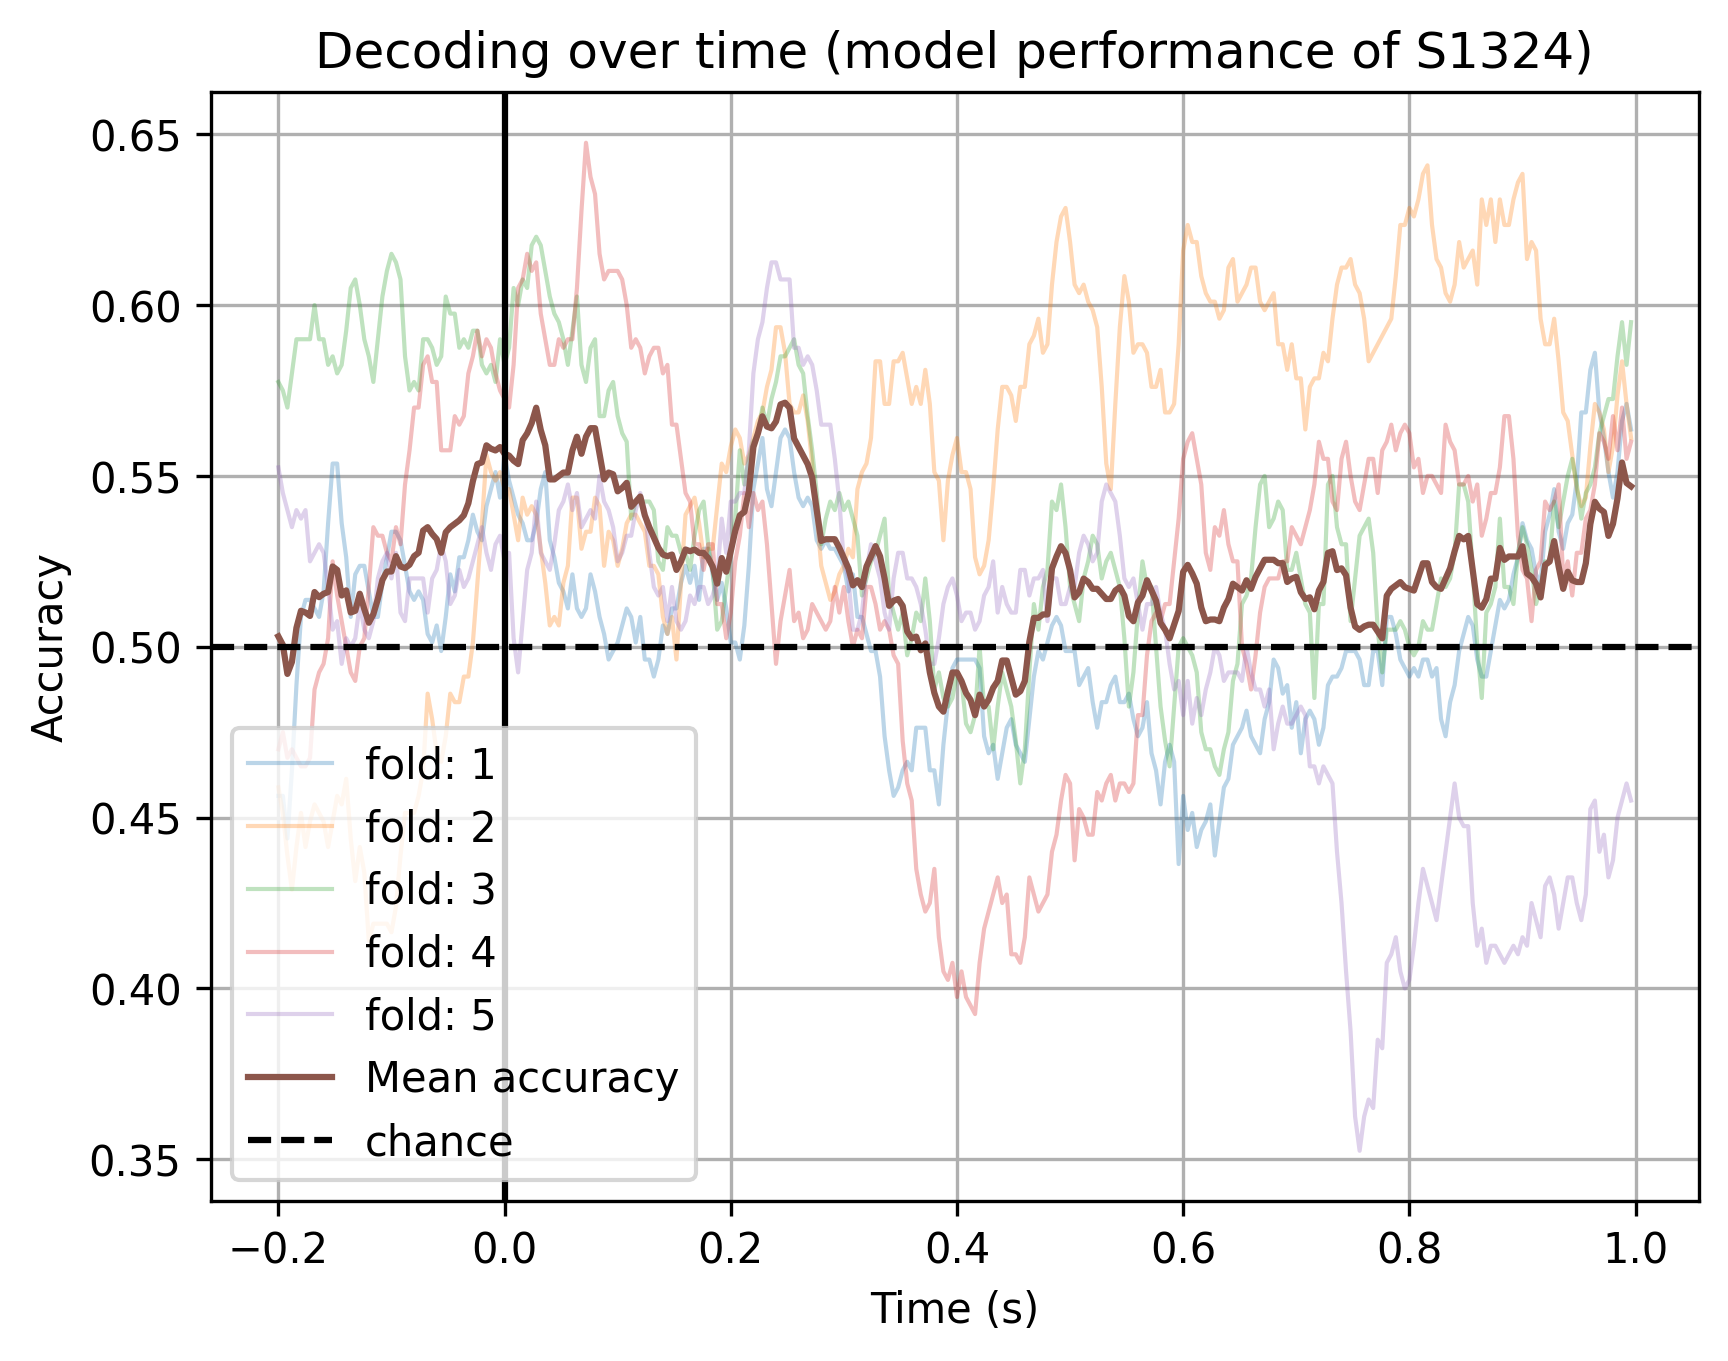 Decoding over time (model performance of S1324)
Accuracy
0.65
0.60
0.55
0.50
0.45
0.40
0.35
fold: 1
fold: 2
fold: 3
fold: 4
fold: 5
Mean accuracy
chance
−0.2
0.0
0.2
0.4
0.6
0.8
1.0
Time (s)